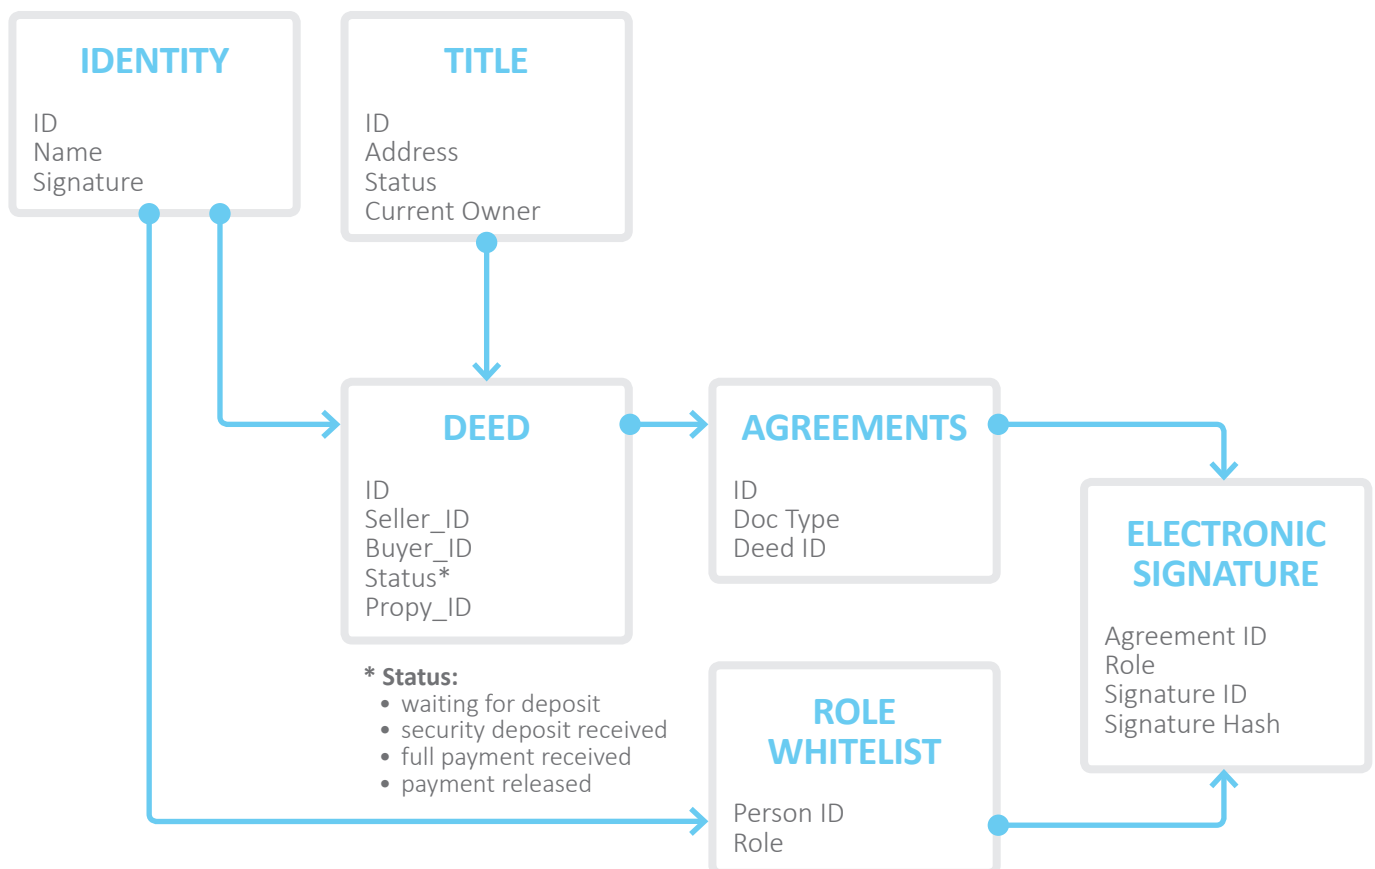 IDENTITY
ID
Name
Signature
TITLE
ID
Address
Status
Current Owner
DEED
ID
Seller_ID
Buyer_ID
Status*
Propy_ID
* Status:
• waiting for deposit
• security deposit received
• full payment received
• payment released
AGREEMENTS
ID
Doc Type
Deed ID
ROLE
WHITELIST
Person ID
Role
ELECTRONIC
SIGNATURE
Agreement ID
Role
Signature ID
Signature Hash